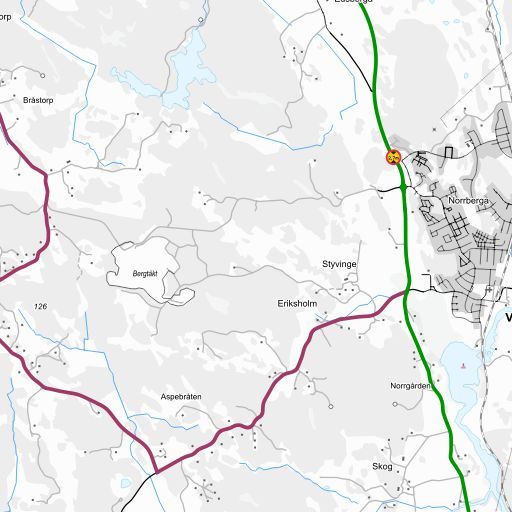 Bråstorp
Norrberga
Styvinge
Bergtäkt
126
Eriksholm
Norrgården
Aspebråten
Skog